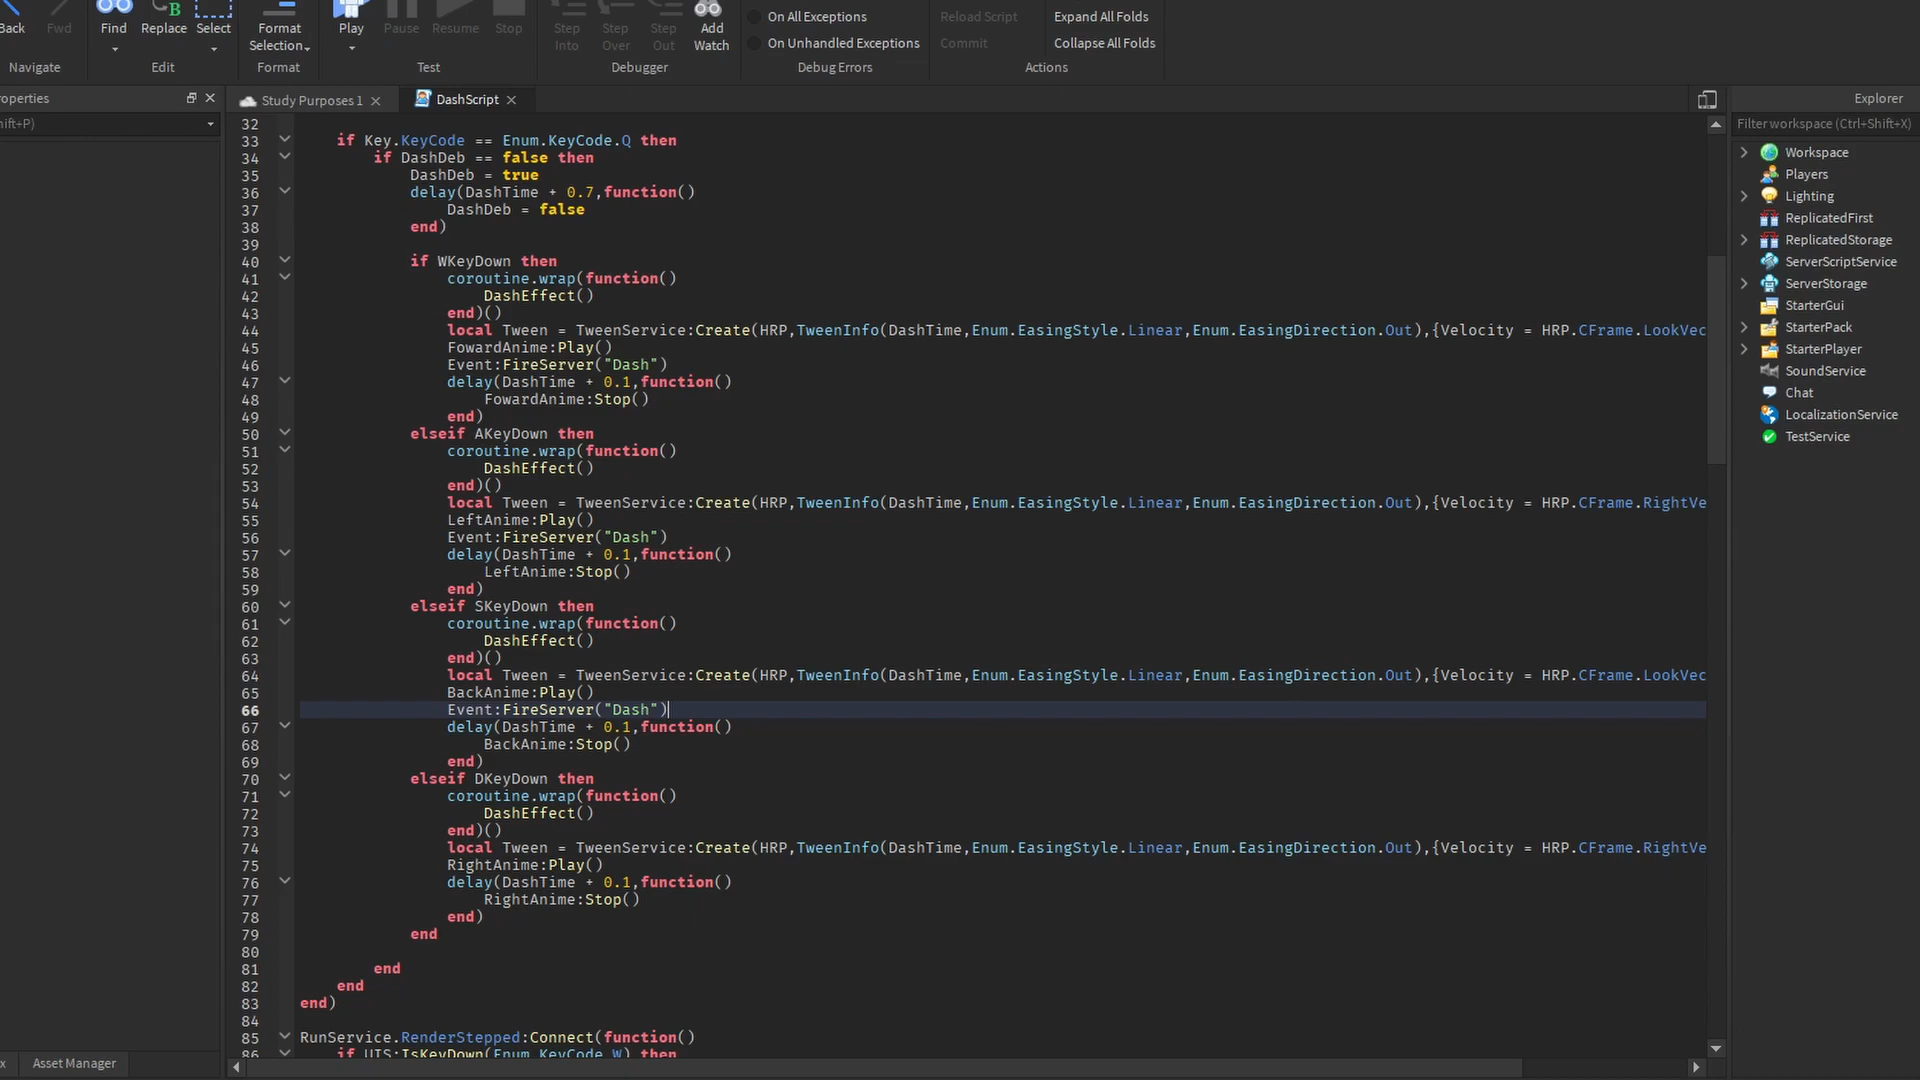 Back Fwd Find Replace Select Format Selection Play Pause Resume Stop Step Into Step Over Step Out Add Watch On All Exceptions Reload Script Expand All Folds
On Unhandled Exceptions Commit Collapse All Folds
Navigate Edit Format Test Debugger Debug Errors Actions
roperties Study Purposes 1 DashScript Explorer
hift+P) Filter workspace (Ctrl+Shift+X)
32
33 if Key.KeyCode == Enum.KeyCode.Q then
34 if DashDeb == false then
35 DashDeb = true
36 delay(DashTime + 0.7,function()
37 DashDeb = false
38 end)
39
40 if WKeyDown then
41 coroutine.wrap(function()
42 DashEffect()
43 end)()
44 local Tween = TweenService:Create(HRP,TweenInfo(DashTime,Enum.EasingStyle.Linear,Enum.EasingDirection.Out),{Velocity = HRP.CFrame.LookVec
45 FowardAnime:Play()
46 Event:FireServer("Dash")
47 delay(DashTime + 0.1,function()
48 FowardAnime:Stop()
49 end)
50 elseif AKeyDown then
51 coroutine.wrap(function()
52 DashEffect()
53 end)()
54 local Tween = TweenService:Create(HRP,TweenInfo(DashTime,Enum.EasingStyle.Linear,Enum.EasingDirection.Out),{Velocity = HRP.CFrame.RightVe
55 LeftAnime:Play()
56 Event:FireServer("Dash")
57 delay(DashTime + 0.1,function()
58 LeftAnime:Stop()
59 end)
60 elseif SKeyDown then
61 coroutine.wrap(function()
62 DashEffect()
63 end)()
64 local Tween = TweenService:Create(HRP,TweenInfo(DashTime,Enum.EasingStyle.Linear,Enum.EasingDirection.Out),{Velocity = HRP.CFrame.LookVec
65 BackAnime:Play()
66 Event:FireServer("Dash")
67 delay(DashTime + 0.1,function()
68 BackAnime:Stop()
69 end)
70 elseif DKeyDown then
71 coroutine.wrap(function()
72 DashEffect()
73 end)()
74 local Tween = TweenService:Create(HRP,TweenInfo(DashTime,Enum.EasingStyle.Linear,Enum.EasingDirection.Out),{Velocity = HRP.CFrame.RightVe
75 RightAnime:Play()
76 delay(DashTime + 0.1,function()
77 RightAnime:Stop()
78 end)
79 end
80
81 end
82 end
83 end)
84
85 RunService.RenderStepped:Connect(function()
86 if UIS:IsKeyDown(Enum.KeyCode.W) then
Workspace
Players
Lighting
ReplicatedFirst
ReplicatedStorage
ServerScriptService
ServerStorage
StarterGui
StarterPack
StarterPlayer
SoundService
Chat
LocalizationService
TestService
x Asset Manager